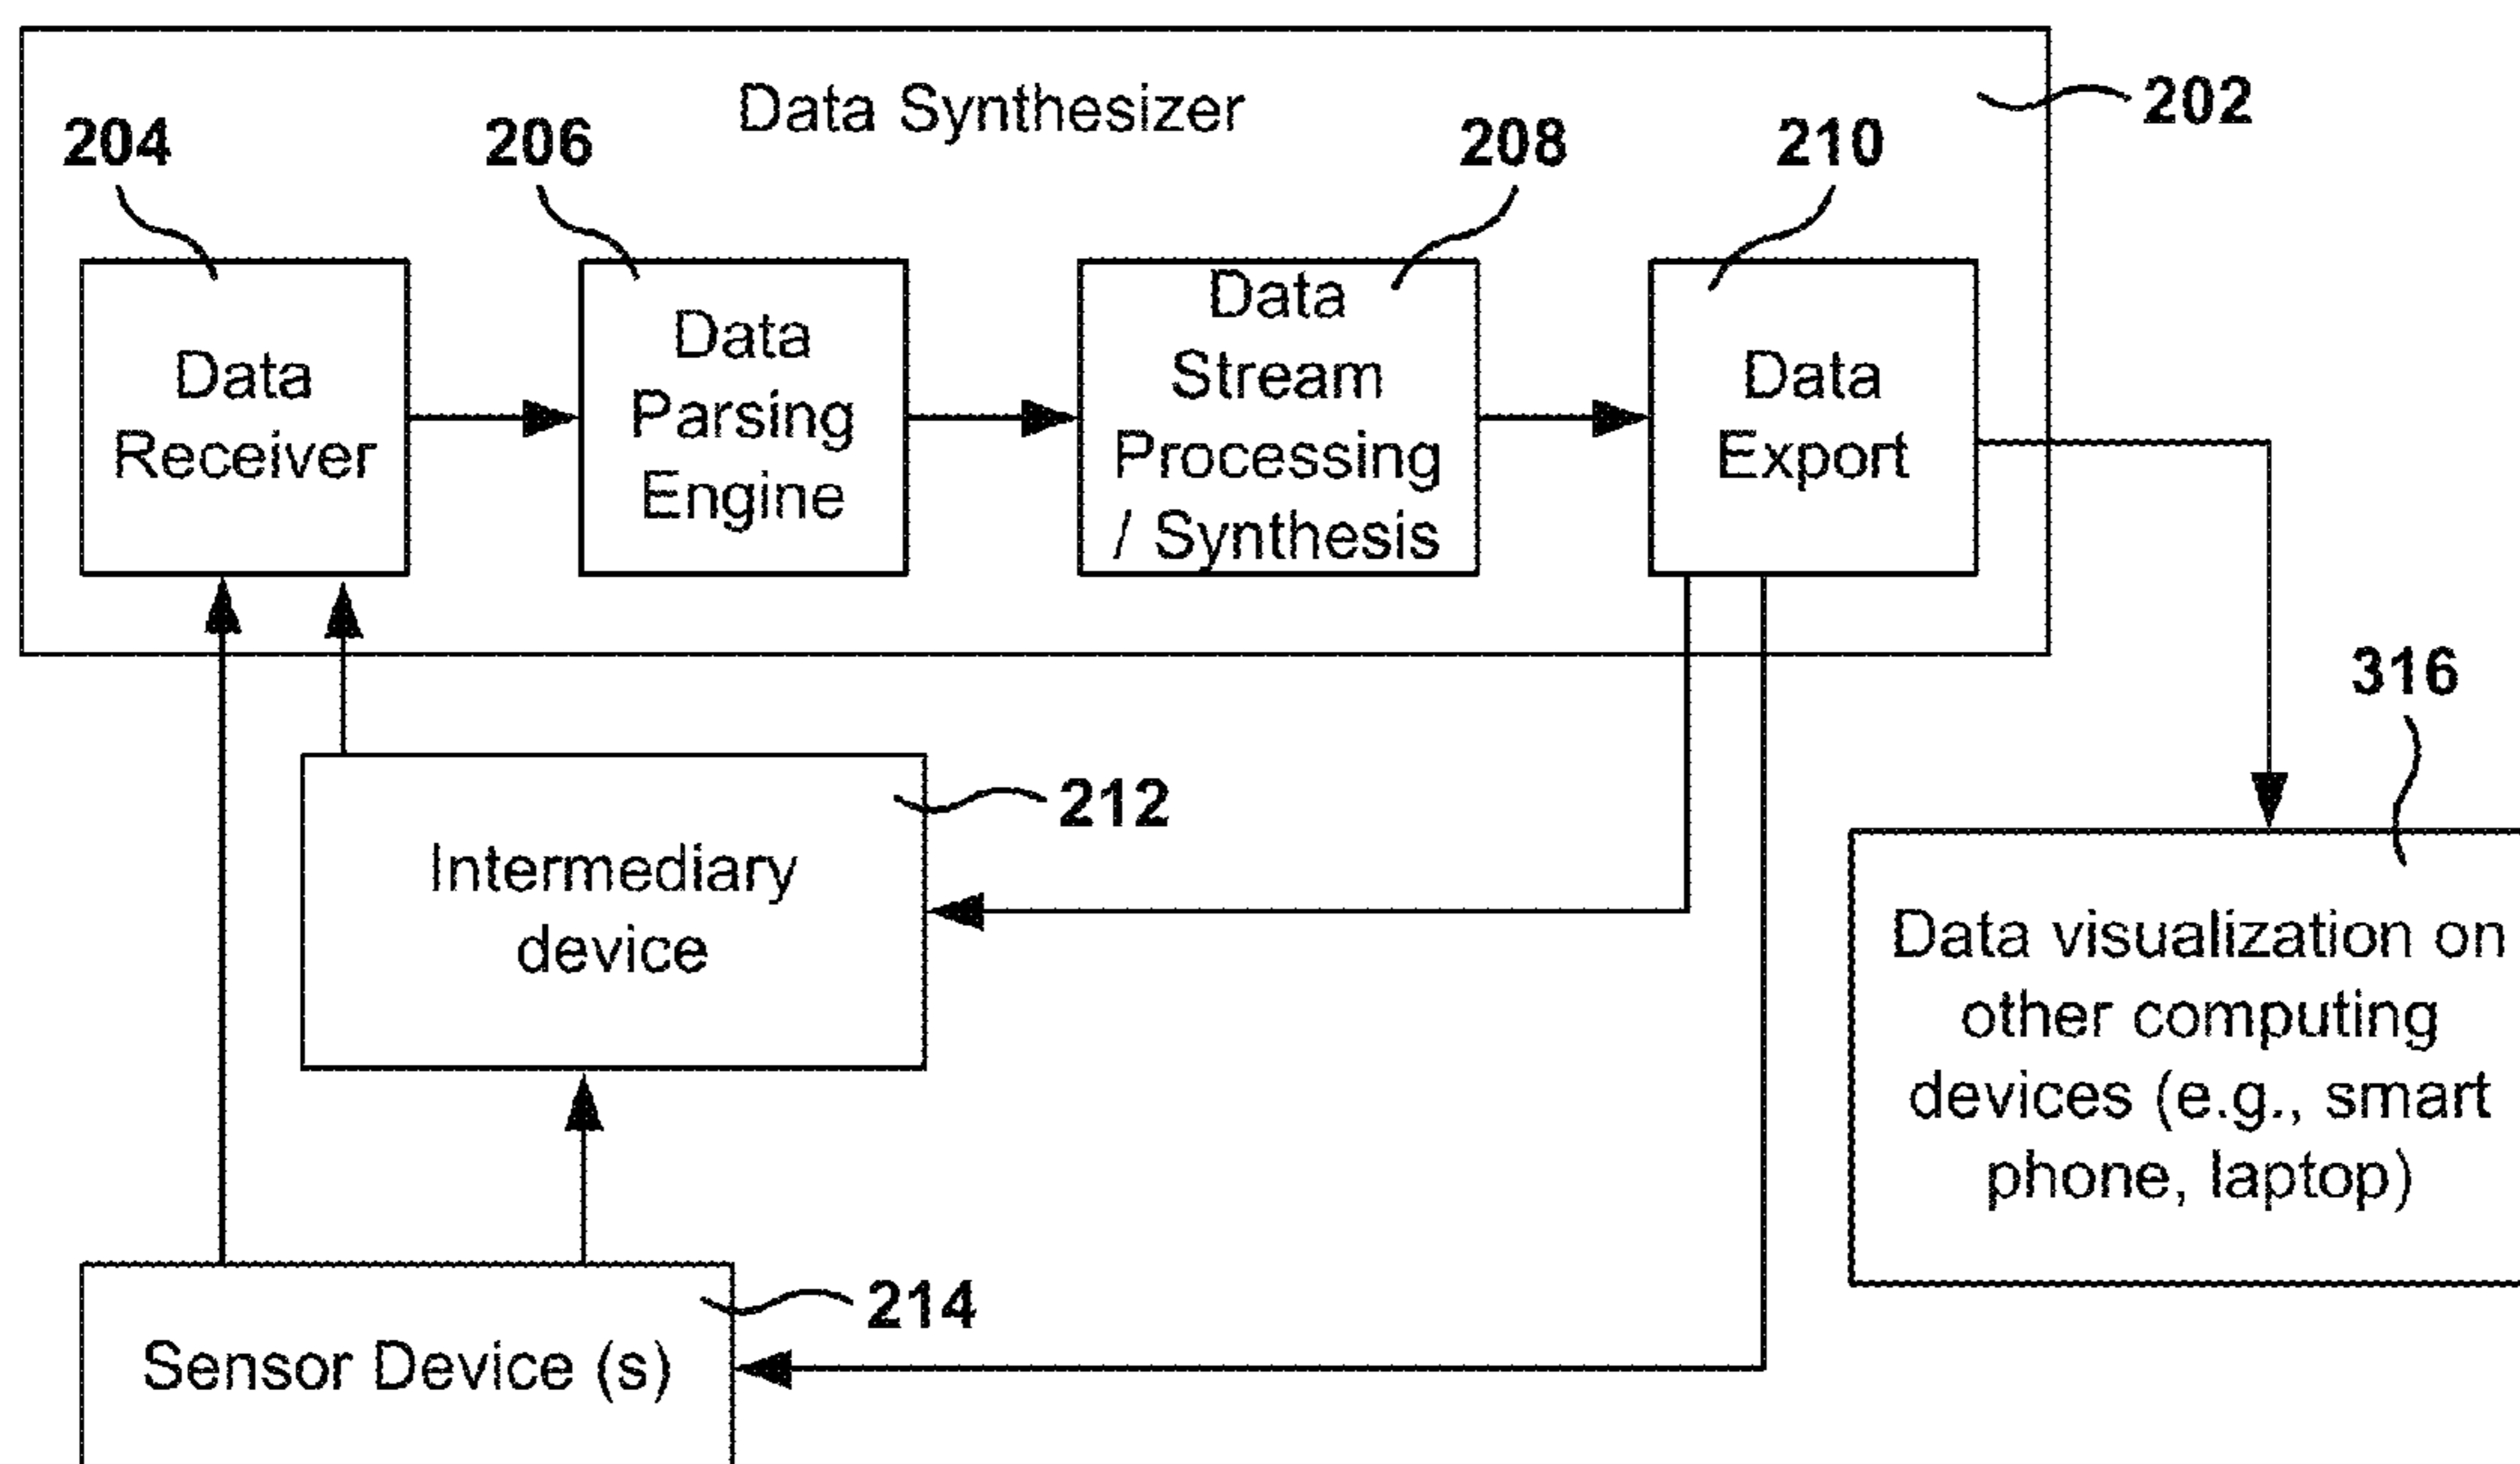 Data Synthesizer
202
204
206
208
210
Data
Receiver
Data
Parsing
Engine
Data
Stream
Processing
/ Synthesis
Data
Export
316
212
Intermediary
device
Data visualization on
other computing
devices (e.g., smart
phone, laptop)
214
Sensor Device (s)